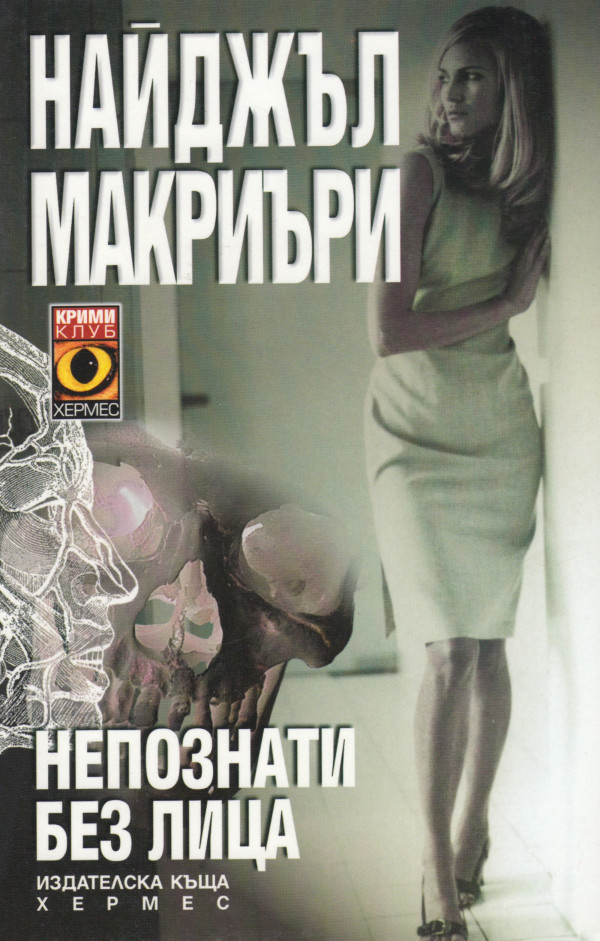 НАЙДЖЪЛ
МАКРИЪРИ
КРИМИ
КЛУБ
ХЕРМЕС
НЕПОЗНАТИ
БЕЗ ЛИЦА
ИЗДАТЕЛСКА КЪЩА
ХЕРМЕС